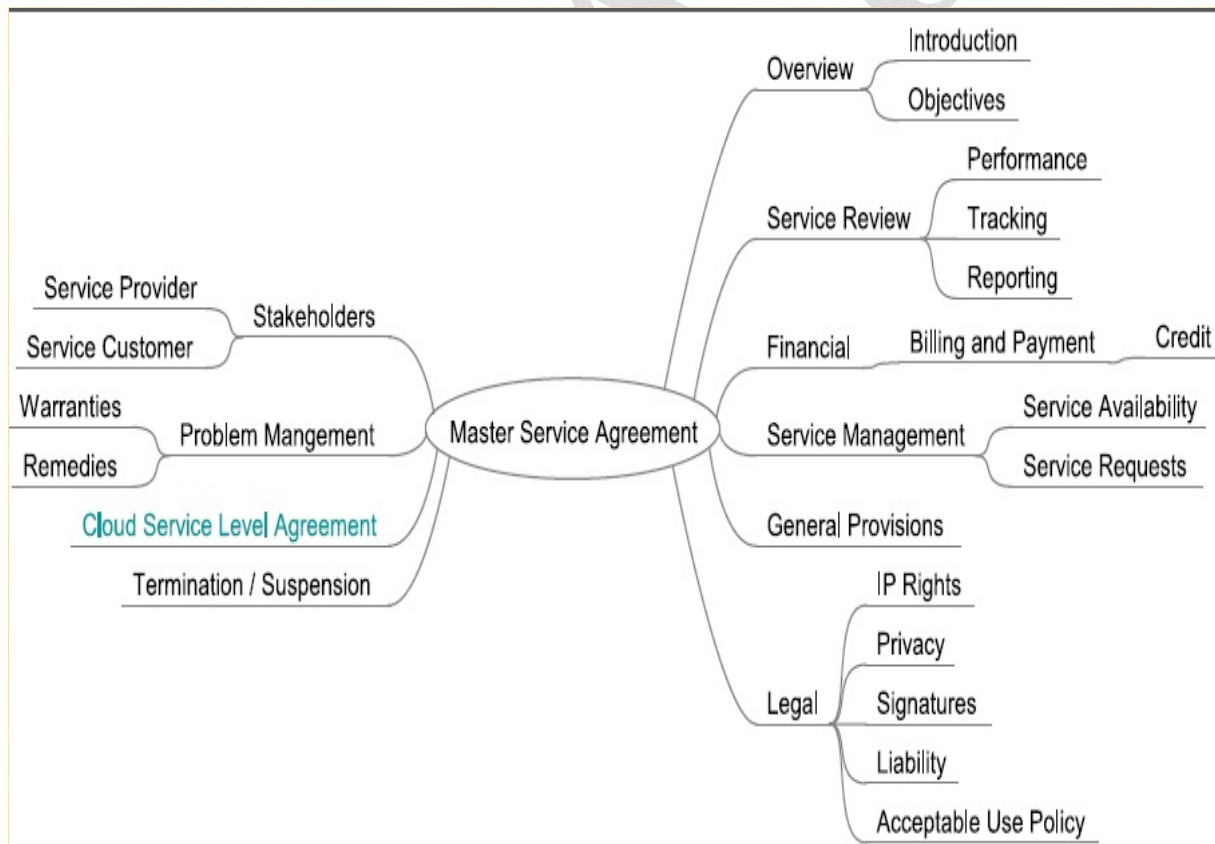 Introduction
Overview
Objectives
Performance
Service Review
Tracking
Reporting
Service Provider
Stakeholders
Service Customer
Financial
Billing and Payment
Credit
Warranties
Problem Mangement
Remedies
Master Service Agreement
Service Availability
Service Management
Service Requests
Cloud Service Level Agreement
General Provisions
Termination / Suspension
IP Rights
Privacy
Legal
Signatures
Liability
Acceptable Use Policy